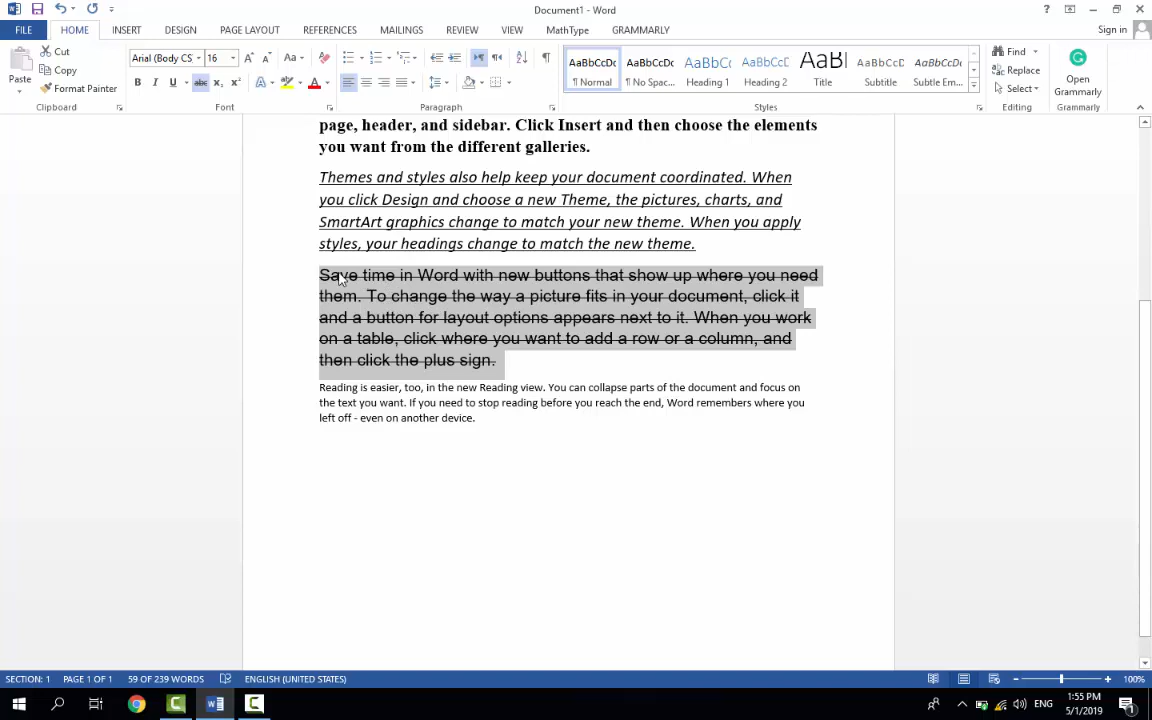 Document1 - Word
Sign in
FILE HOME INSERT DESIGN PAGE LAYOUT REFERENCES MAILINGS REVIEW VIEW MathType GRAMMARLY
Paste
Cut
Copy
Format Painter
Clipboard
Arial (Body CS) 16
Font
Paragraph
AaBbCcDc AaBbCcDc AaBbCc AaBbCcD AaBl AaBbCcD AaBbCcDc
¶ Normal ¶ No Spac... Heading 1 Heading 2 Title Subtitle Subtle Em...
Styles
Find
Replace
Select
Editing
Open Grammarly
Grammarly
page, header, and sidebar. Click Insert and then choose the elements
you want from the different galleries.
Themes and styles also help keep your document coordinated. When
you click Design and choose a new Theme, the pictures, charts, and
SmartArt graphics change to match your new theme. When you apply
styles, your headings change to match the new theme.
Save time in Word with new buttons that show up where you need
them. To change the way a picture fits in your document, click it
and a button for layout options appears next to it. When you work
on a table, click where you want to add a row or a column, and
then click the plus sign.
Reading is easier, too, in the new Reading view. You can collapse parts of the document and focus on
the text you want. If you need to stop reading before you reach the end, Word remembers where you
left off - even on another device.
SECTION: 1 PAGE 1 OF 1 59 OF 239 WORDS ENGLISH (UNITED STATES) 100%
ENG
1:55 PM
5/1/2019